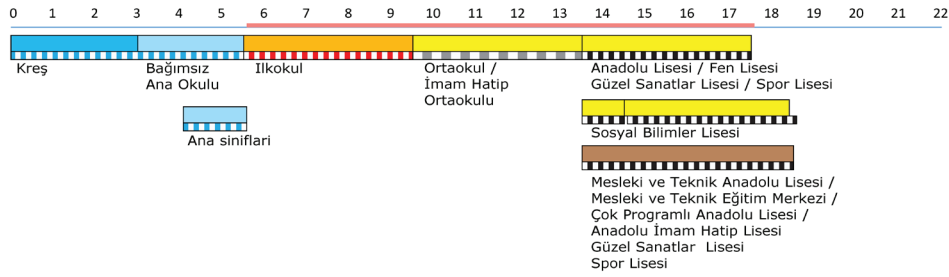 0 1 2 3 4 5 6 7 8 9 10 11 12 13 14 15 16 17 18 19 20 21 22
Kreş
Bağımsız
Ana Okulu
Ilkokul
Ortaokul /
İmam Hatip
Ortaokulu
Anadolu Lisesi / Fen Lisesi
Güzel Sanatlar Lisesi / Spor Lisesi
Ana siniflari
Sosyal Bilimler Lisesi
Mesleki ve Teknik Anadolu Lisesi /
Mesleki ve Teknik Eğitim Merkezi /
Çok Programlı Anadolu Lisesi /
Anadolu İmam Hatip Lisesi
Güzel Sanatlar Lisesi
Spor Lisesi